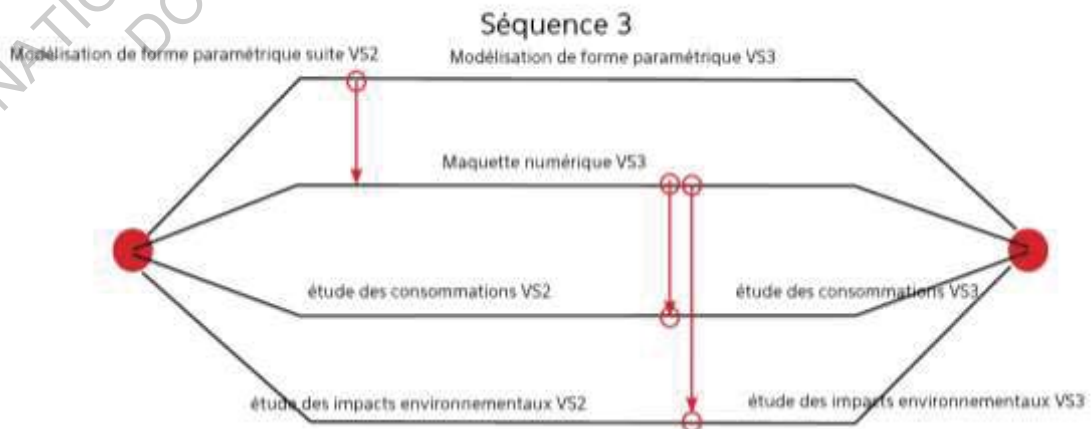 Séquence 3
Modélisation de forme paramétrique suite VS2
Modélisation de forme paramétrique VS3
Maquette numérique VS3
étude des consommations VS2
étude des consommations VS3
étude des impacts environnementaux VS2
étude des impacts environnementaux VS3